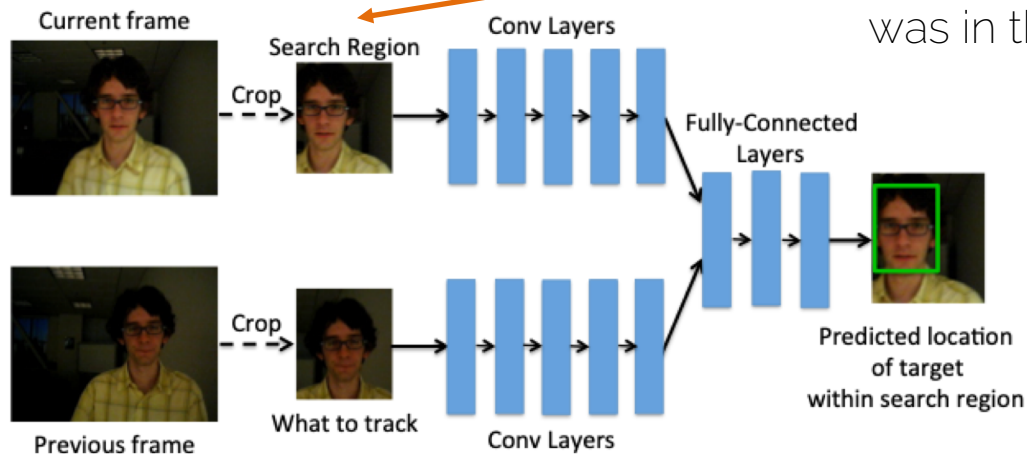 Current frame
Search Region
Conv Layers
was in th
Crop
Fully-Connected
Layers
Crop
What to track
Previous frame
Conv Layers
Predicted location
of target
within search region